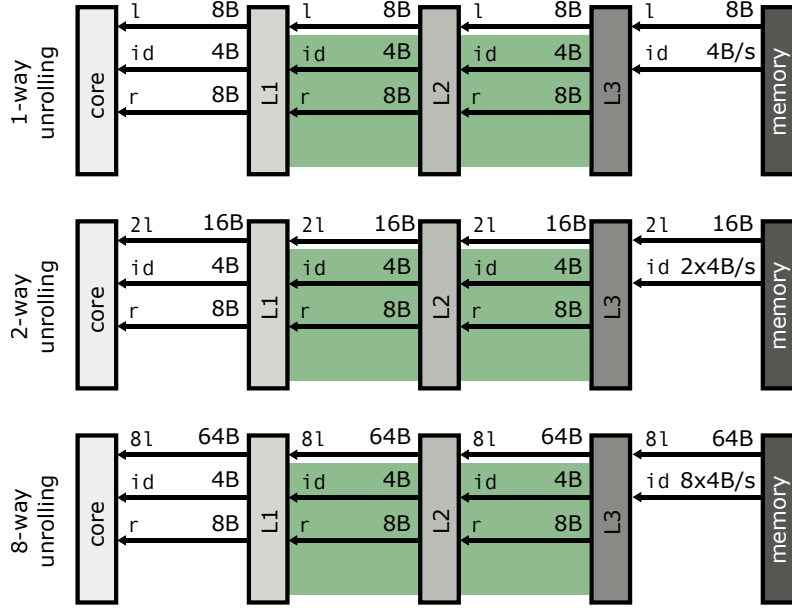 1-way
unrolling
core
l 8B
id 4B
r 8B
L1
l 8B
id 4B
r 8B
L2
l 8B
id 4B
r 8B
L3
l 8B
id 4B/s
memory
2-way
unrolling
core
2l 16B
id 4B
r 8B
L1
2l 16B
id 4B
r 8B
L2
2l 16B
id 4B
r 8B
L3
2l 16B
id 2x4B/s
memory
8-way
unrolling
core
8l 64B
id 4B
r 8B
L1
8l 64B
id 4B
r 8B
L2
8l 64B
id 4B
r 8B
L3
8l 64B
id 8x4B/s
memory